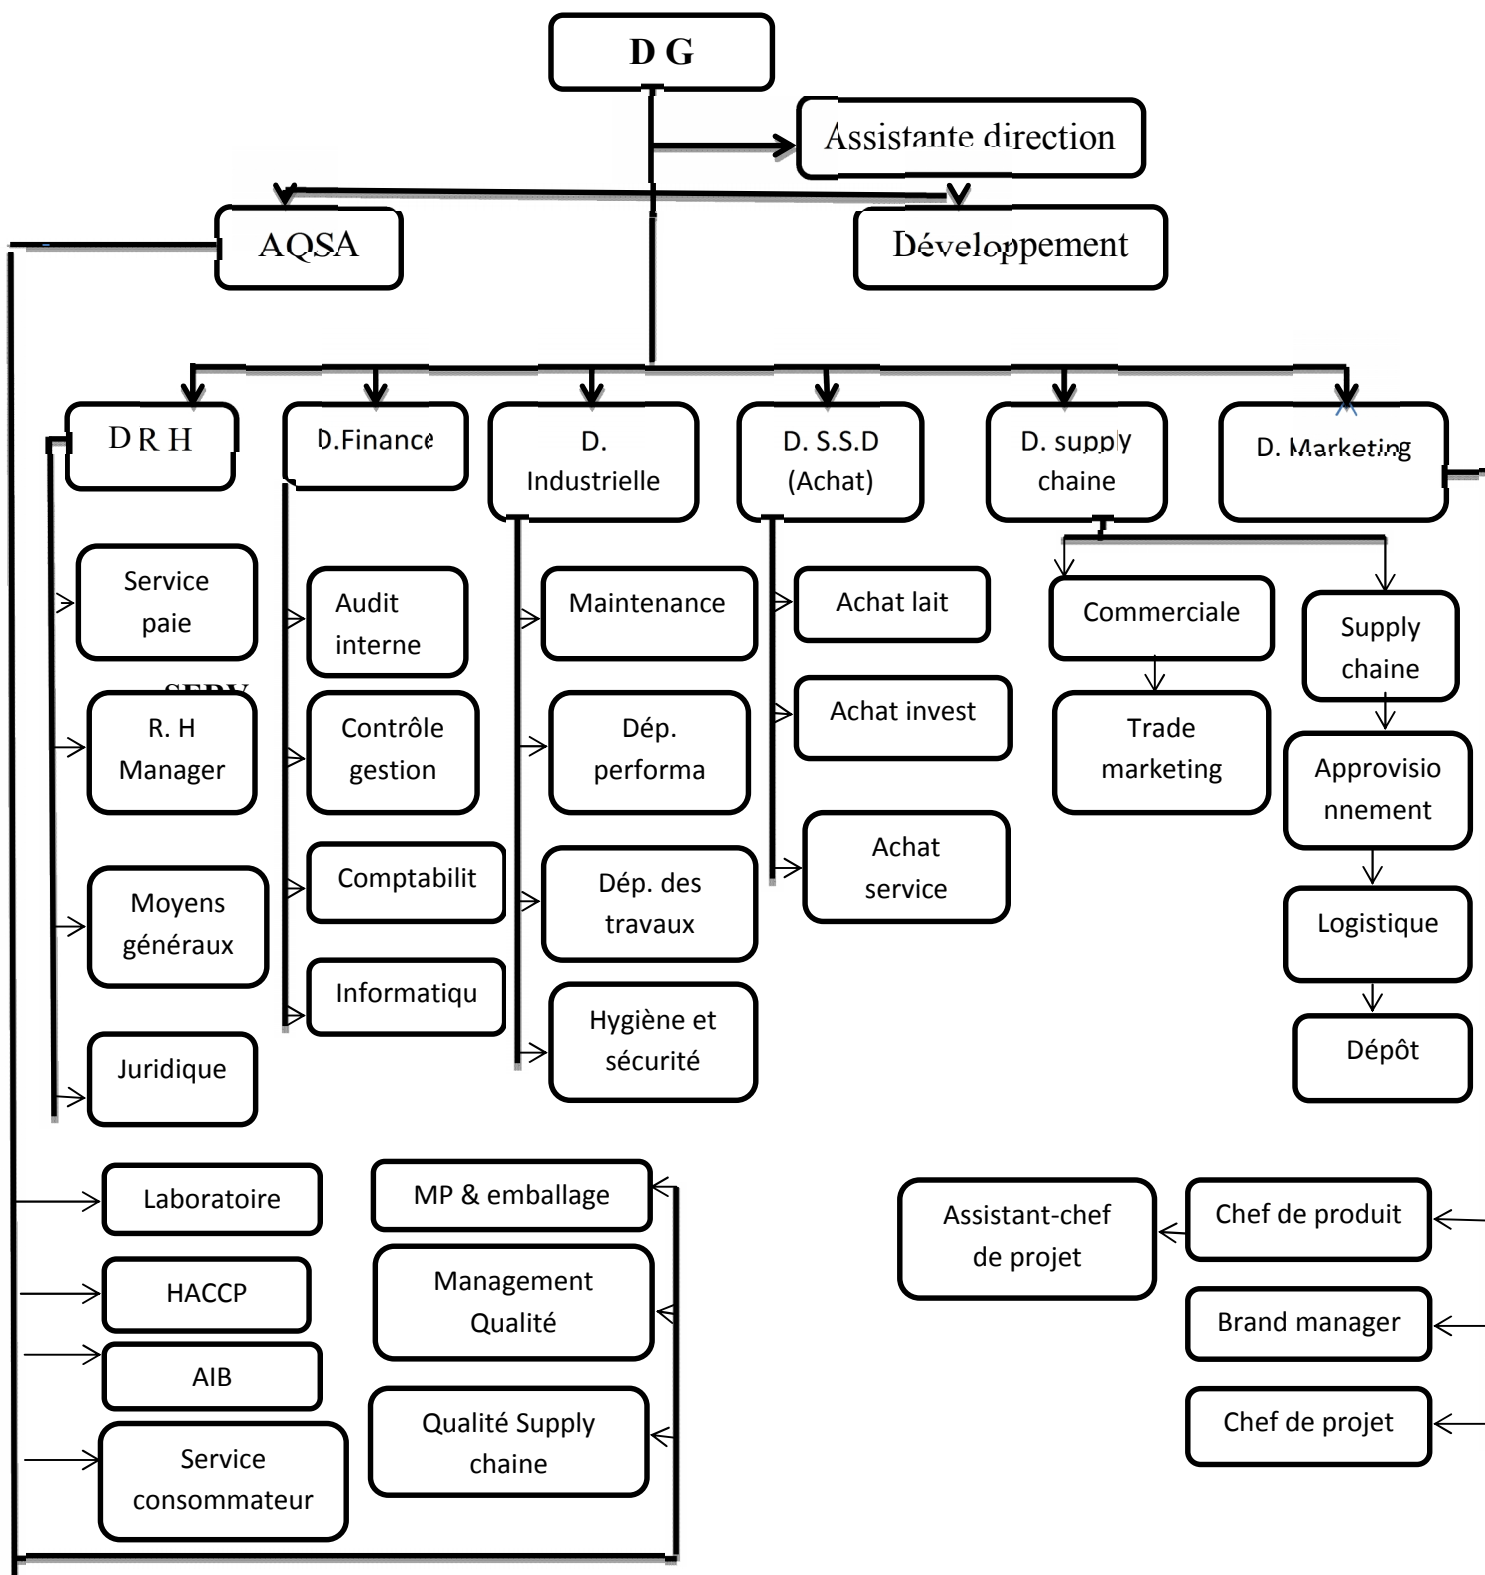 D G
Assistante direction
AQSA
Développement
D R H
D.Finance
D.
Industrielle
D. S.S.D
(Achat)
D. supply
chaine
D. Marketing
Service
paie
SERV
R. H
Manager
Moyens
généraux
Juridique
Audit
interne
Contrôle
gestion
Comptabilit
Informatiqu
Maintenance
Dép.
performa
Dép. des
travaux
Hygiène et
sécurité
Achat lait
Achat invest
Achat
service
Commerciale
Trade
marketing
Supply
chaine
Approvisio
nnement
Logistique
Dépôt
Laboratoire
HACCP
AIB
Service
consommateur
MP & emballage
Management
Qualité
Qualité Supply
chaine
Assistant-chef
de projet
Chef de produit
Brand manager
Chef de projet